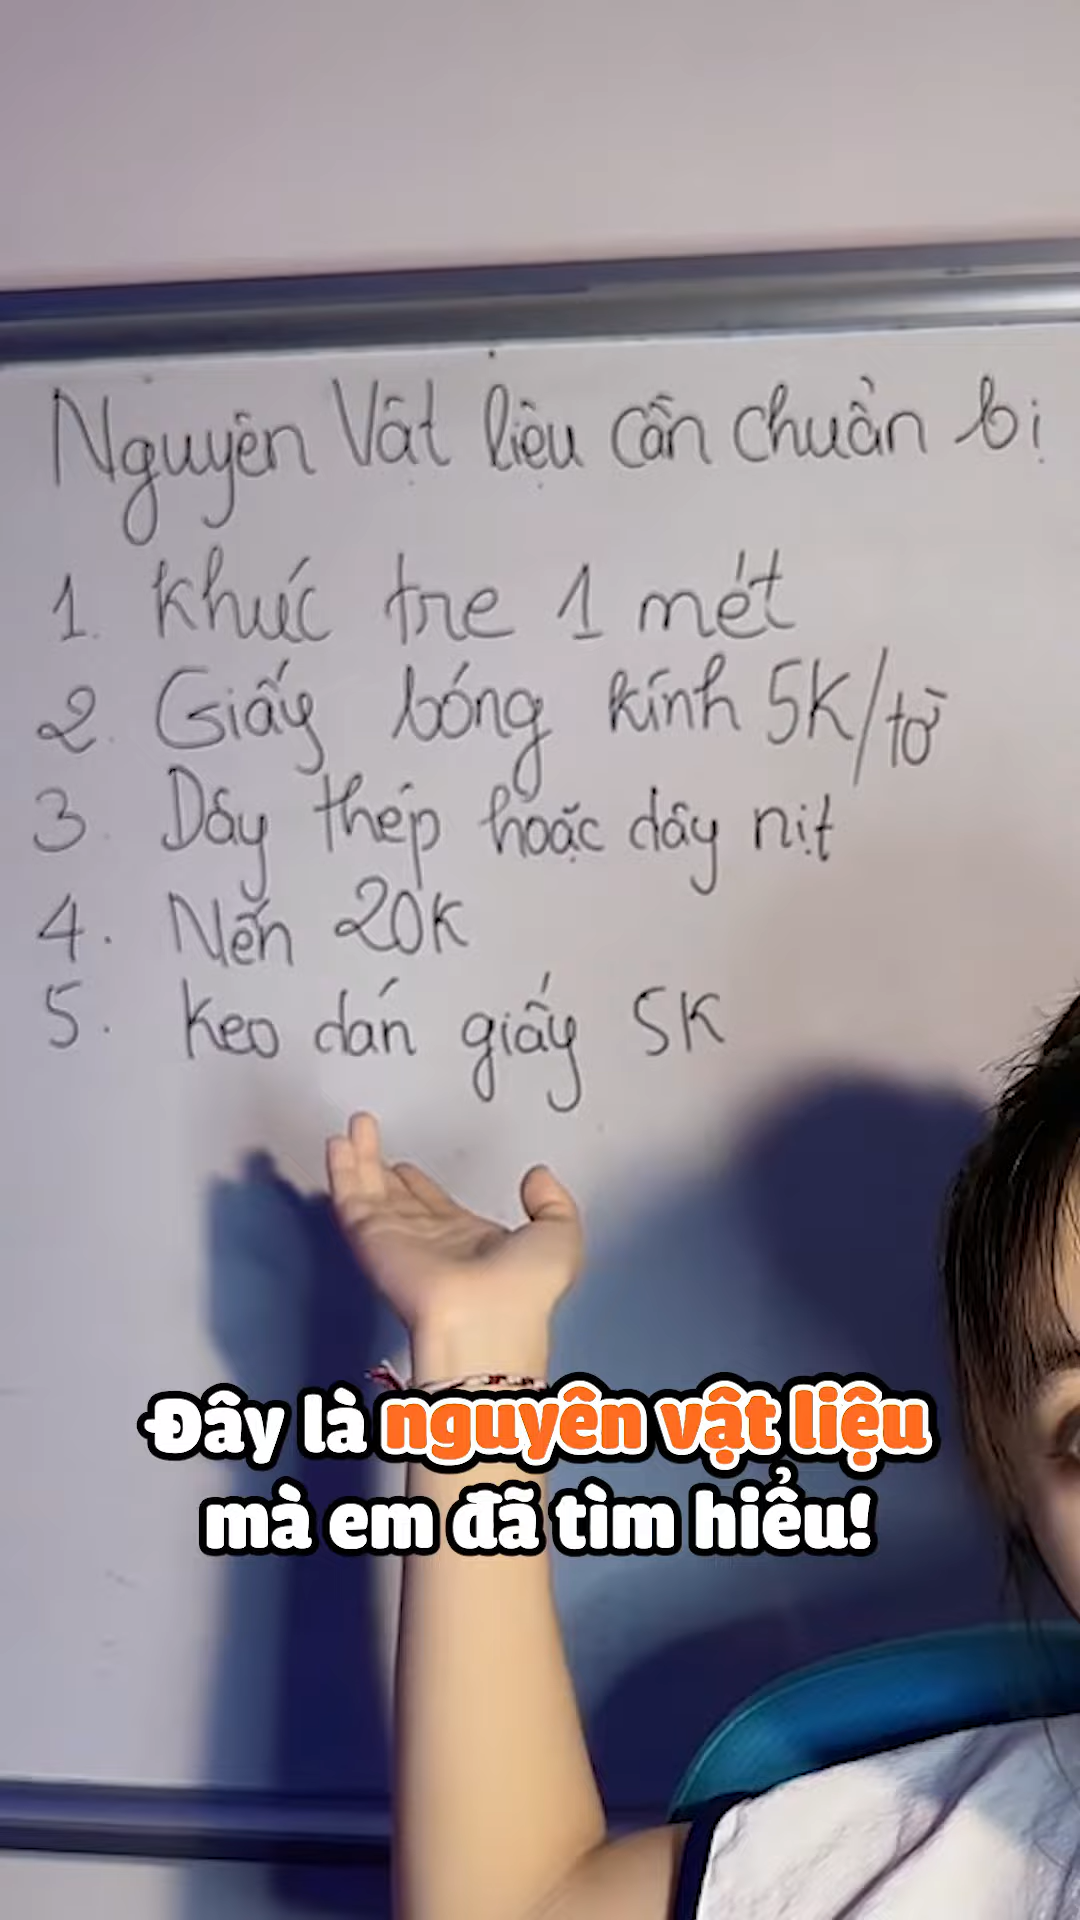 Nguyên Vật liệu cần chuẩn bị
1. Khúc tre 1 mét
2. Giấy bóng kính 5K/tờ
3. Dây thép hoặc dây nịt
4. Nến 20K
5. Keo dán giấy 5K
Đây là nguyên vật liệu
mà em đã tìm hiểu!